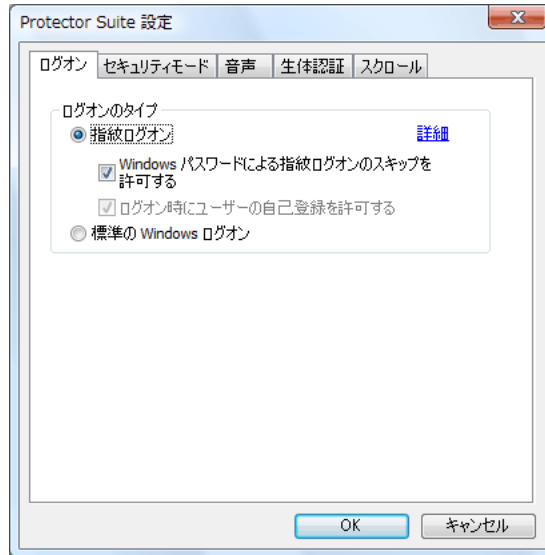 Protector Suite 設定
ログオン セキュリティモード 音声 生体認証 スクロール
ログオンのタイプ
指紋ログオン 詳細
Windows パスワードによる指紋ログオンのスキップを
許可する
ログオン時にユーザーの自己登録を許可する
標準の Windows ログオン
OK キャンセル